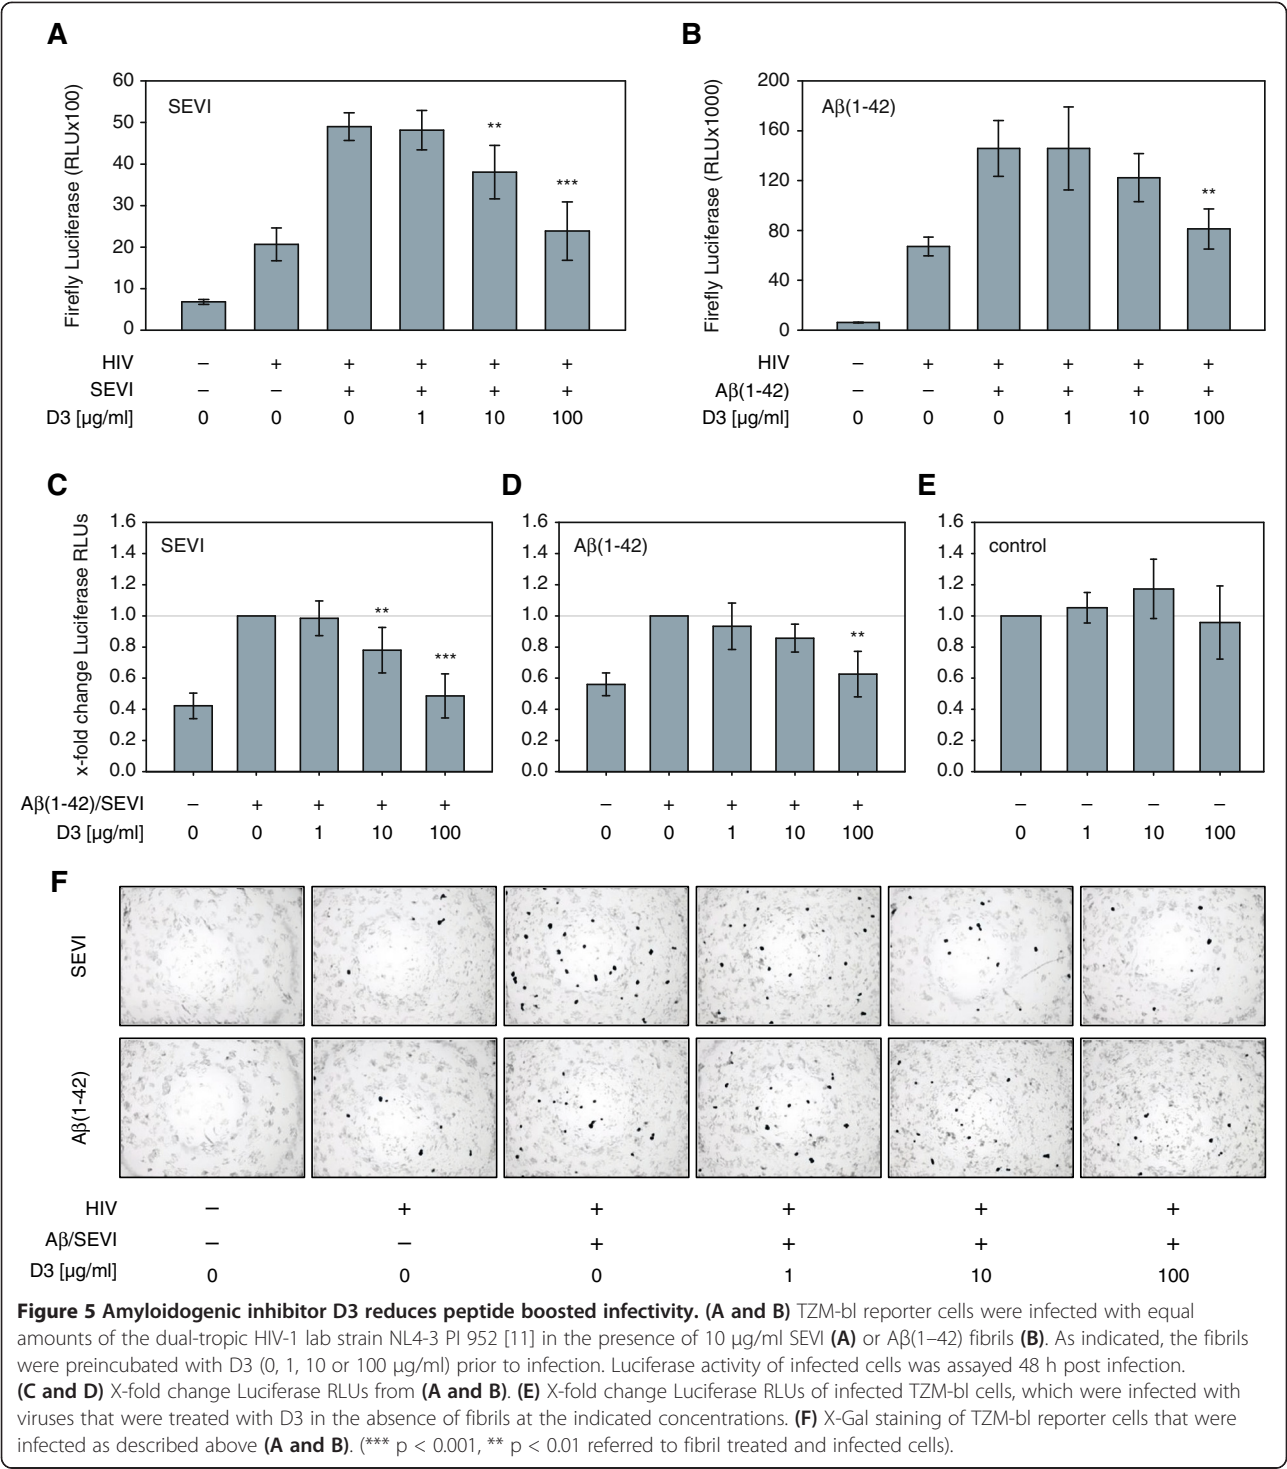 A
Firefly Luciferase (RLUx100)
60
50
40
30
20
10
0
SEVI
**
***
HIV − + + + + +
SEVI − − + + + +
D3 [µg/ml] 0 0 0 1 10 100
B
Firefly Luciferase (RLUx1000)
200
160
120
80
40
0
Aβ(1-42)
**
HIV − + + + + +
Aβ(1-42) − − + + + +
D3 [µg/ml] 0 0 0 1 10 100
C
x-fold change Luciferase RLUs
1.6
1.4
1.2
1.0
0.8
0.6
0.4
0.2
0.0
SEVI
**
***
Aβ(1-42)/SEVI − + + + +
D3 [µg/ml] 0 0 1 10 100
D
1.6
1.4
1.2
1.0
0.8
0.6
0.4
0.2
0.0
Aβ(1-42)
**
− + + + +
0 0 1 10 100
E
1.6
1.4
1.2
1.0
0.8
0.6
0.4
0.2
0.0
control
− − − −
0 1 10 100
F
SEVI
Aβ(1-42)
HIV − + + + + +
Aβ/SEVI − − + + + +
D3 [µg/ml] 0 0 0 1 10 100
Figure 5 Amyloidogenic inhibitor D3 reduces peptide boosted infectivity. (A and B) TZM-bl reporter cells were infected with equal
amounts of the dual-tropic HIV-1 lab strain NL4-3 PI 952 [11] in the presence of 10 µg/ml SEVI (A) or Aβ(1–42) fibrils (B). As indicated, the fibrils
were preincubated with D3 (0, 1, 10 or 100 µg/ml) prior to infection. Luciferase activity of infected cells was assayed 48 h post infection.
(C and D) X-fold change Luciferase RLUs from (A and B). (E) X-fold change Luciferase RLUs of infected TZM-bl cells, which were infected with
viruses that were treated with D3 in the absence of fibrils at the indicated concentrations. (F) X-Gal staining of TZM-bl reporter cells that were
infected as described above (A and B). (*** p < 0.001, ** p < 0.01 referred to fibril treated and infected cells).